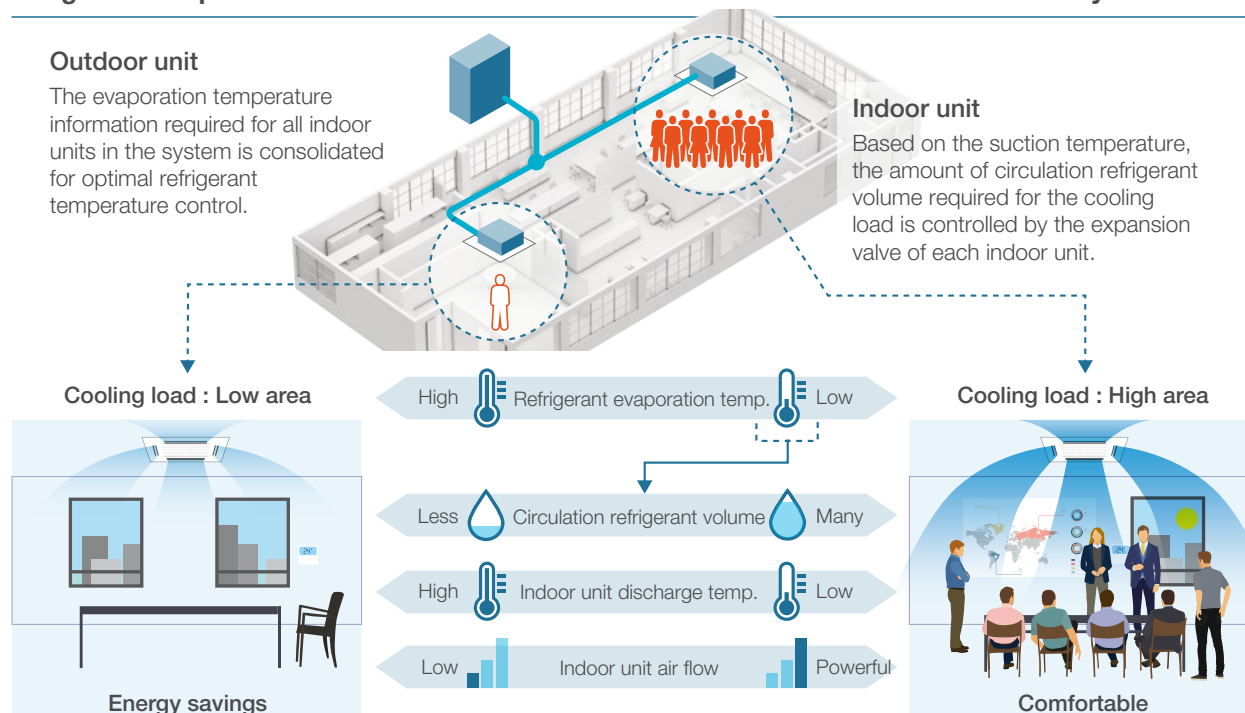 Outdoor unit
The evaporation temperature
information required for all indoor
units in the system is consolidated
for optimal refrigerant
temperature control.
Indoor unit
Based on the suction temperature,
the amount of circulation refrigerant
volume required for the cooling
load is controlled by the expansion
valve of each indoor unit.
Cooling load : Low area
High Refrigerant evaporation temp. Low
Cooling load : High area
Less Circulation refrigerant volume Many
High Indoor unit discharge temp. Low
Low Indoor unit air flow Powerful
24°
24°
Energy savings
Comfortable